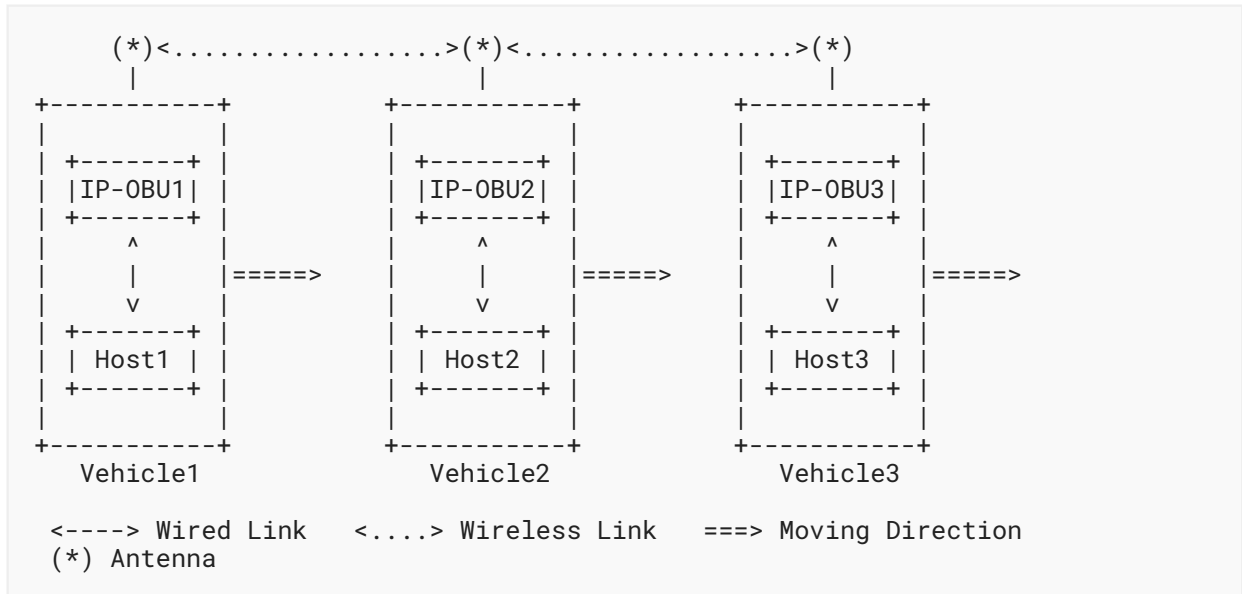 (*)<..................>(*)<..................>(*)
|                      |                      |
+-----------+          +-----------+          +-----------+
|           |          |           |          |           |
| +-------+ |          | +-------+ |          | +-------+ |
| |IP-OBU1| |          | |IP-OBU2| |          | |IP-OBU3| |
| +-------+ |          | +-------+ |          | +-------+ |
|     ^     |          |     ^     |          |     ^     |
|     |     |=====>    |     |     |=====>    |     |     |=====>
|     v     |          |     v     |          |     v     |
| +-------+ |          | +-------+ |          | +-------+ |
| | Host1 | |          | | Host2 | |          | | Host3 | |
| +-------+ |          | +-------+ |          | +-------+ |
|           |          |           |          |           |
+-----------+          +-----------+          +-----------+
Vehicle1               Vehicle2               Vehicle3
<----> Wired Link   <....> Wireless Link   ===> Moving Direction
(*) Antenna